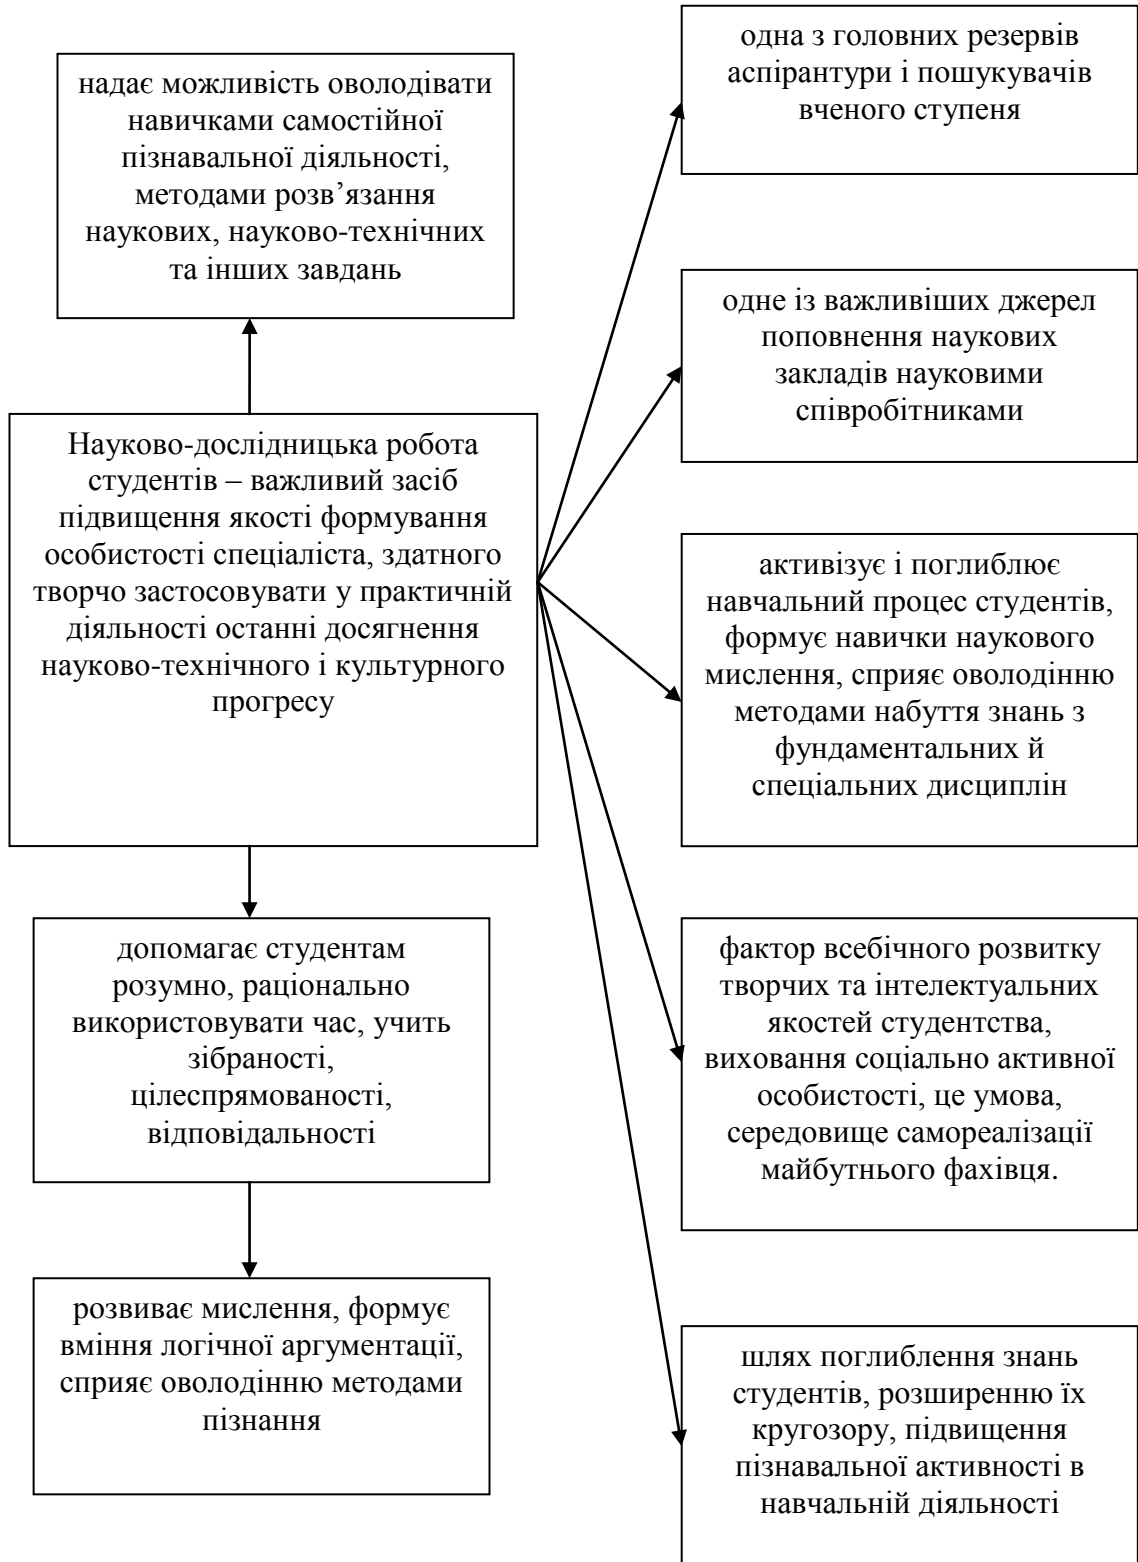 надає можливість оволодівати
навичками самостійної
пізнавальної діяльності,
методами розв’язання
наукових, науково-технічних
та інших завдань
Науково-дослідницька робота
студентів – важливий засіб
підвищення якості формування
особистості спеціаліста, здатного
творчо застосовувати у практичній
діяльності останні досягнення
науково-технічного і культурного
прогресу
допомагає студентам
розумно, раціонально
використовувати час, учить
зібраності,
цілеспрямованості,
відповідальності
розвиває мислення, формує
вміння логічної аргументації,
сприяє оволодінню методами
пізнання
одна з головних резервів
аспірантури і пошукувачів
вченого ступеня
одне із важливіших джерел
поповнення наукових
закладів науковими
співробітниками
активізує і поглиблює
навчальний процес студентів,
формує навички наукового
мислення, сприяє оволодінню
методами набуття знань з
фундаментальних й
спеціальних дисциплін
фактор всебічного розвитку
творчих та інтелектуальних
якостей студентства,
виховання соціально активної
особистості, це умова,
середовище самореалізації
майбутнього фахівця.
шлях поглиблення знань
студентів, розширенню їх
кругозору, підвищення
пізнавальної активності в
навчальній діяльності